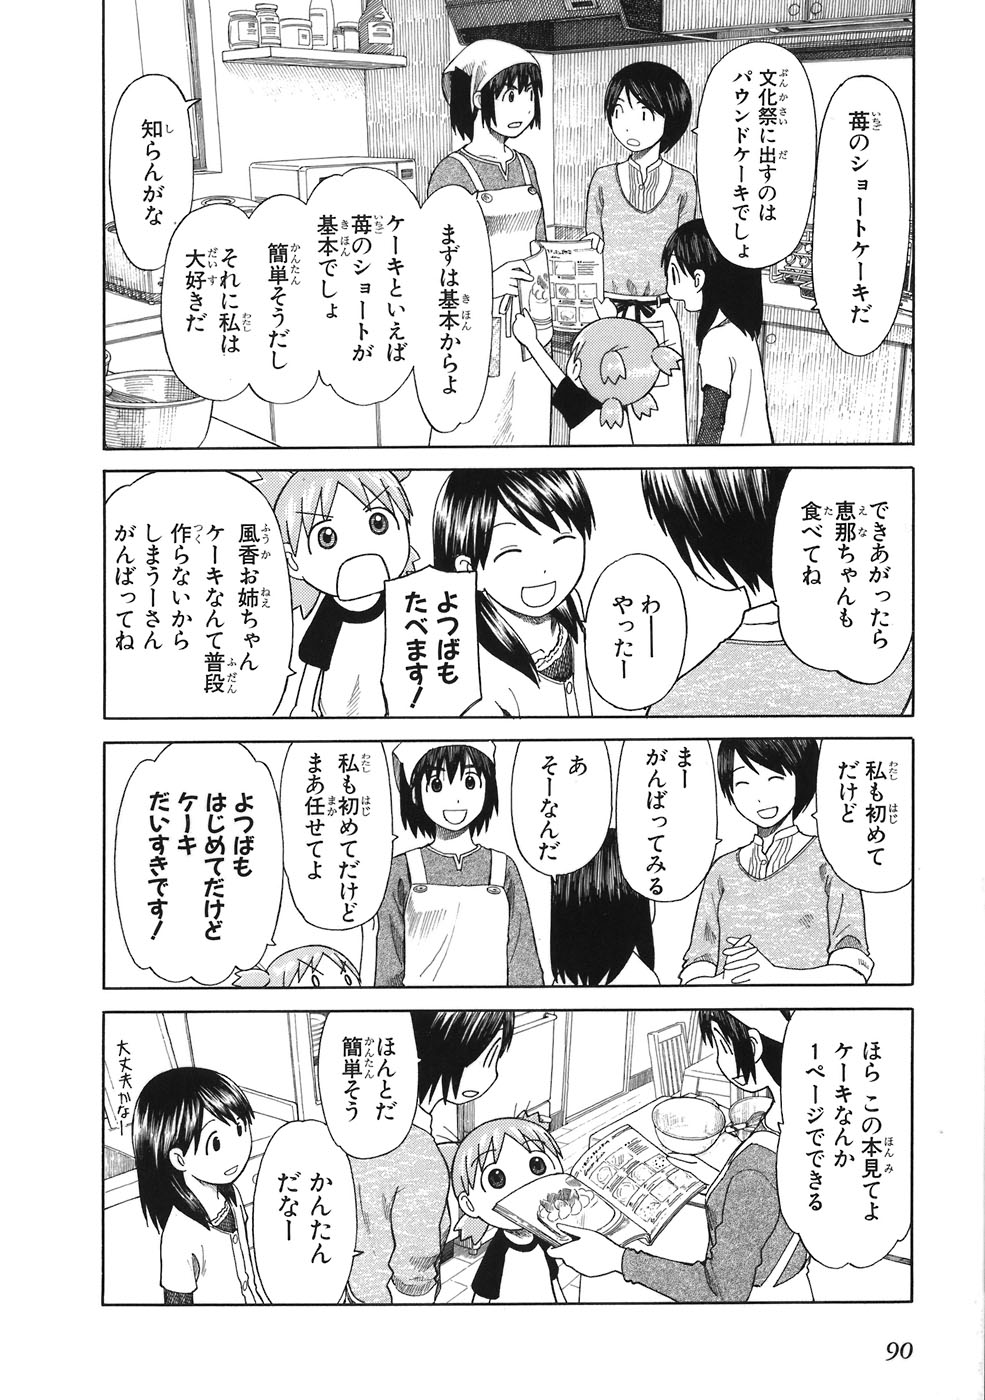 苺のショートケーキだ
文化祭に出すのは
パウンドケーキでしょ
まずは基本からよ
ケーキといえば
苺のショートが
基本でしょ
簡単そうだし
それに私は
大好きだ
知らんがな
できあがったら
恵那ちゃんも
食べてね
わー
やったー
よつばも
たべます!
風香お姉ちゃん
ケーキなんて普段
作らないから
しまうーさん
がんばってね
私も初めて
だけど
まー
がんばってみる
あ
そーなんだ
私も初めてだけど
まあ任せてよ
よつばも
はじめてだけど
ケーキ
だいすきです!
ほら この本見てよ
ケーキなんか
1ページでできる
ほんとだ
簡単そう
かんたん
だなー
大丈夫かなー
90